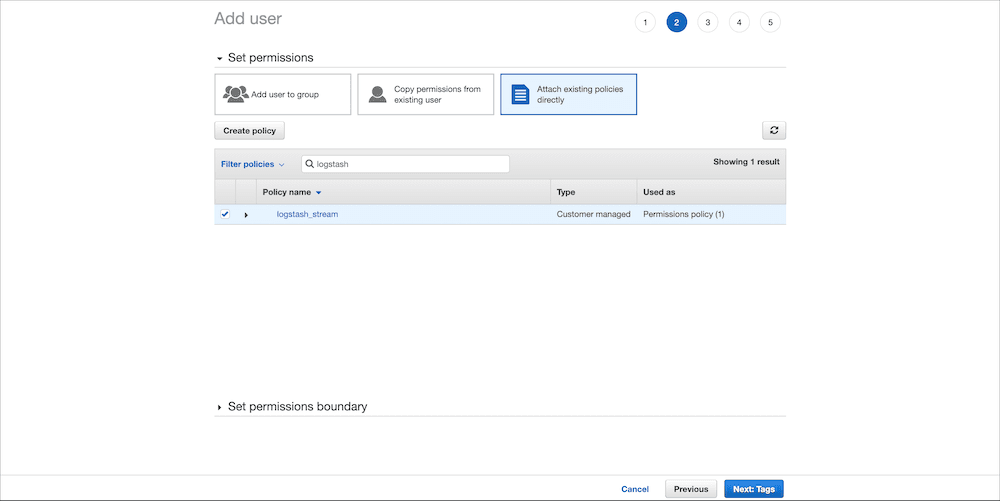 Add user
1 2 3 4 5
Set permissions
Add user to group
Copy permissions from
existing user
Attach existing policies
directly
Create policy
Filter policies
logstash
Showing 1 result
Policy name Type Used as
logstash_stream Customer managed Permissions policy (1)
Set permissions boundary
Cancel Previous Next: Tags